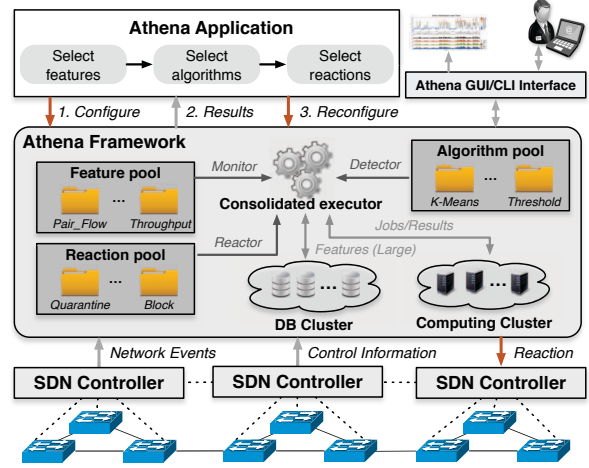 Athena Application
Select
features
Select
algorithms
Select
reactions
Athena GUI/CLI Interface
1. Configure
2. Results
3. Reconfigure
Athena Framework
Feature pool
...
Pair_Flow
Throughput
Monitor
Consolidated executor
Detector
Algorithm pool
...
K-Means
Threshold
Reaction pool
...
Quarantine
Block
Reactor
Features (Large)
Jobs/Results
...
DB Cluster
...
Computing Cluster
Network Events
Control Information
Reaction
SDN Controller
SDN Controller
SDN Controller